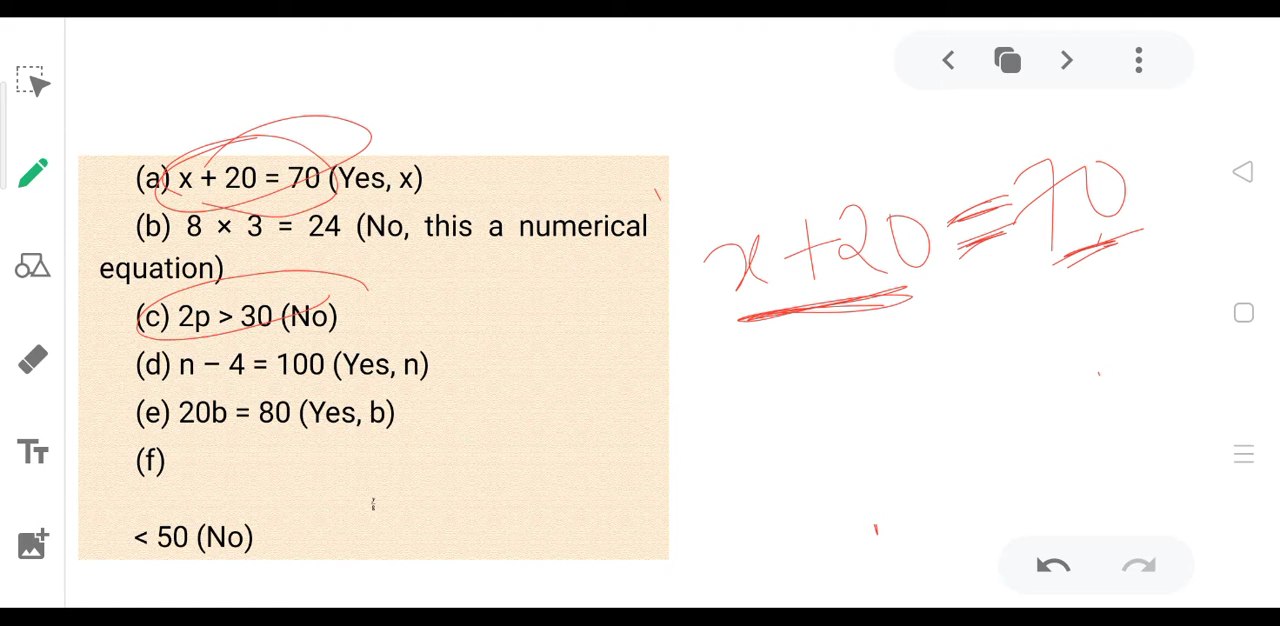 (a) x + 20 = 70 (Yes, x)
(b) 8 × 3 = 24 (No, this a numerical
equation)
(c) 2p > 30 (No)
(d) n − 4 = 100 (Yes, n)
(e) 20b = 80 (Yes, b)
(f)
< 50 (No)
x+20=70
Tт